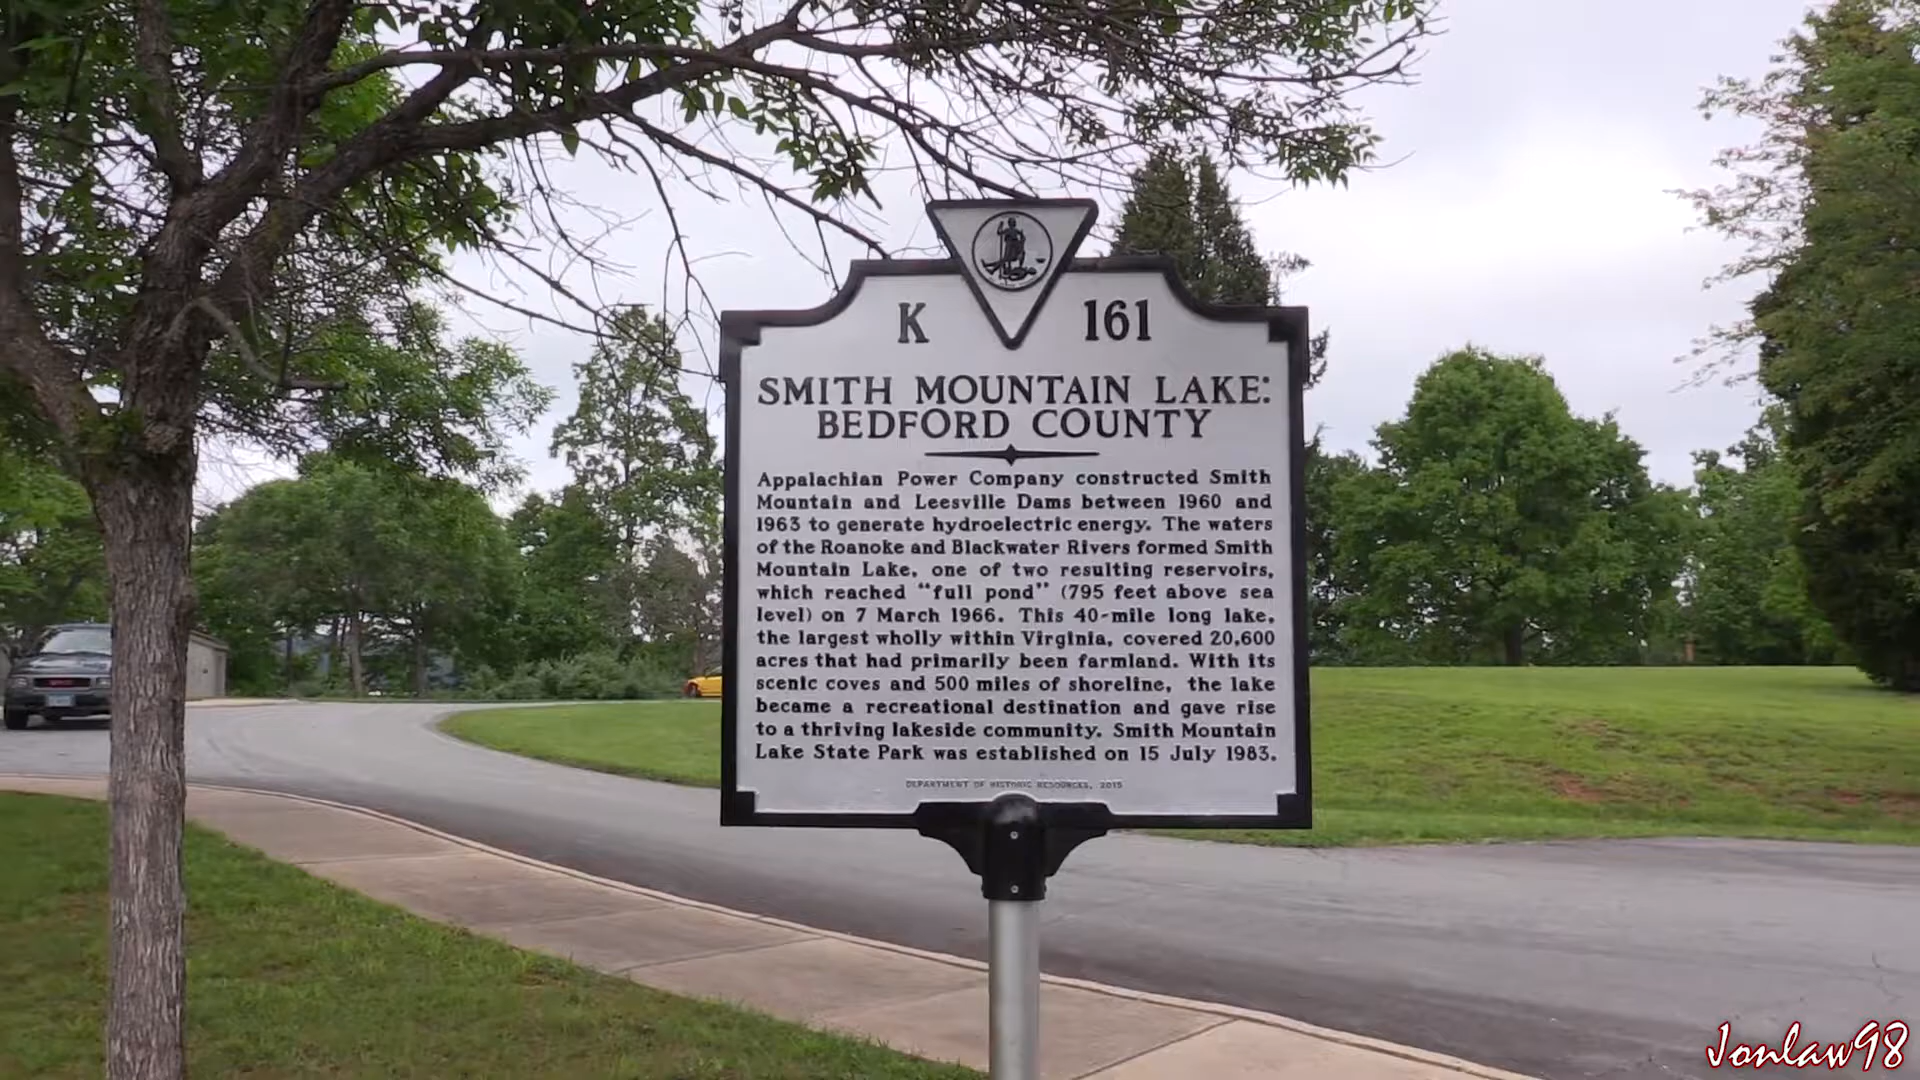 K 161
SMITH MOUNTAIN LAKE:
BEDFORD COUNTY
Appalachian Power Company constructed Smith
Mountain and Leesville Dams between 1960 and
1963 to generate hydroelectric energy. The waters
of the Roanoke and Blackwater Rivers formed Smith
Mountain Lake, one of two resulting reservoirs,
which reached "full pond" (795 feet above sea
level) on 7 March 1966. This 40-mile long lake,
the largest wholly within Virginia, covered 20,600
acres that had primarily been farmland. With its
scenic coves and 500 miles of shoreline, the lake
became a recreational destination and gave rise
to a thriving lakeside community. Smith Mountain
Lake State Park was established on 15 July 1983.
DEPARTMENT OF HISTORIC RESOURCES, 2015
Jonlaw98